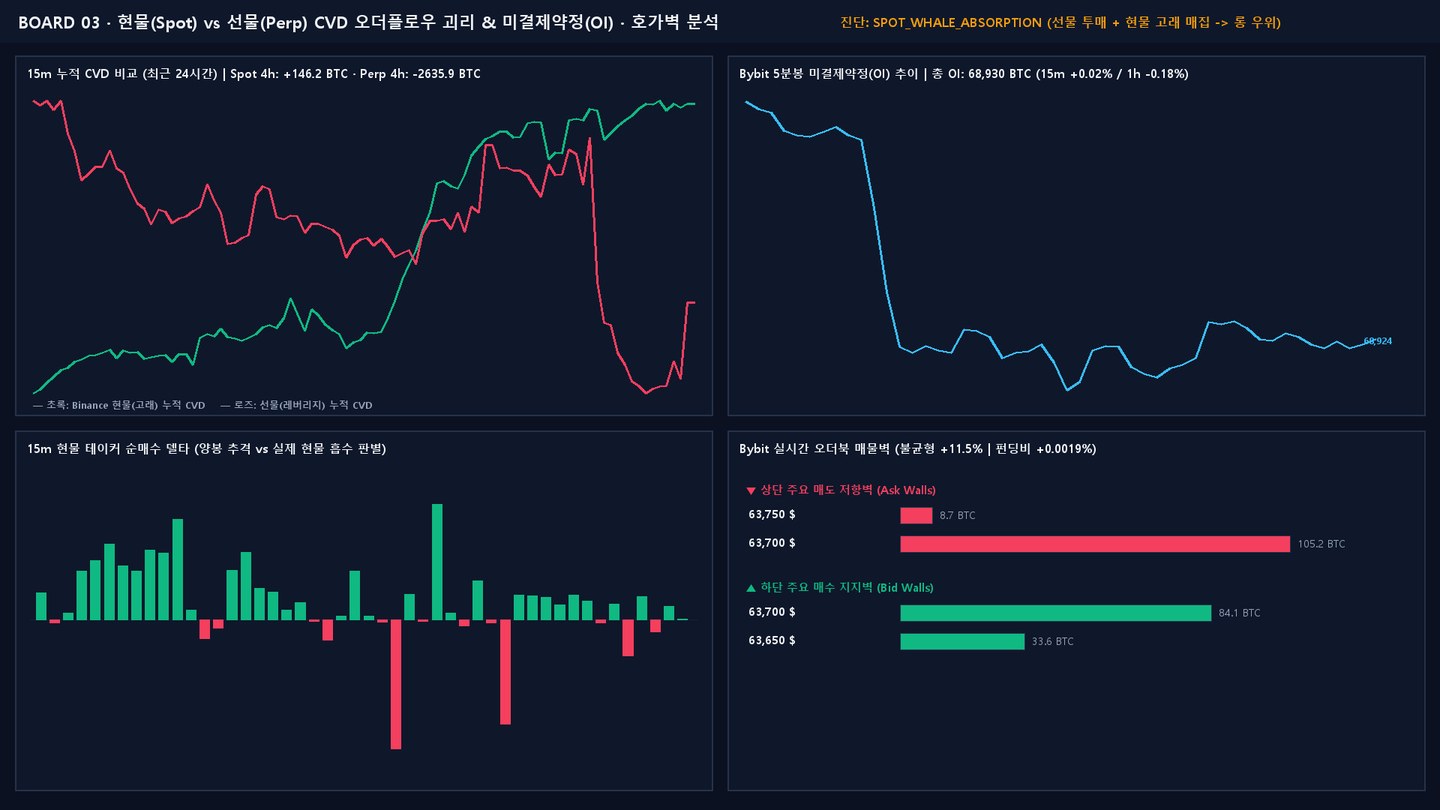 BOARD 03 · 현물(Spot) vs 선물(Perp) CVD 오더플로우 괴리 & 미결제약정(OI) · 호가벽 분석
진단: SPOT_WHALE_ABSORPTION (선물 투매 + 현물 고래 매집 -> 롱 우위)
15m 누적 CVD 비교 (최근 24시간) | Spot 4h: +146.2 BTC · Perp 4h: -2635.9 BTC
— 초록: Binance 현물(고래) 누적 CVD — 로즈: 선물(레버리지) 누적 CVD
Bybit 5분봉 미결제약정(OI) 추이 | 총 OI: 68,930 BTC (15m +0.02% / 1h -0.18%)
68,924
15m 현물 테이커 순매수 델타 (양봉 추격 vs 실제 현물 흡수 판별)
Bybit 실시간 오더북 매물벽 (불균형 +11.5% | 펀딩비 +0.0019%)
▼ 상단 주요 매도 저항벽 (Ask Walls)
63,750 $ 8.7 BTC
63,700 $ 105.2 BTC
▲ 하단 주요 매수 지지벽 (Bid Walls)
63,700 $ 84.1 BTC
63,650 $ 33.6 BTC